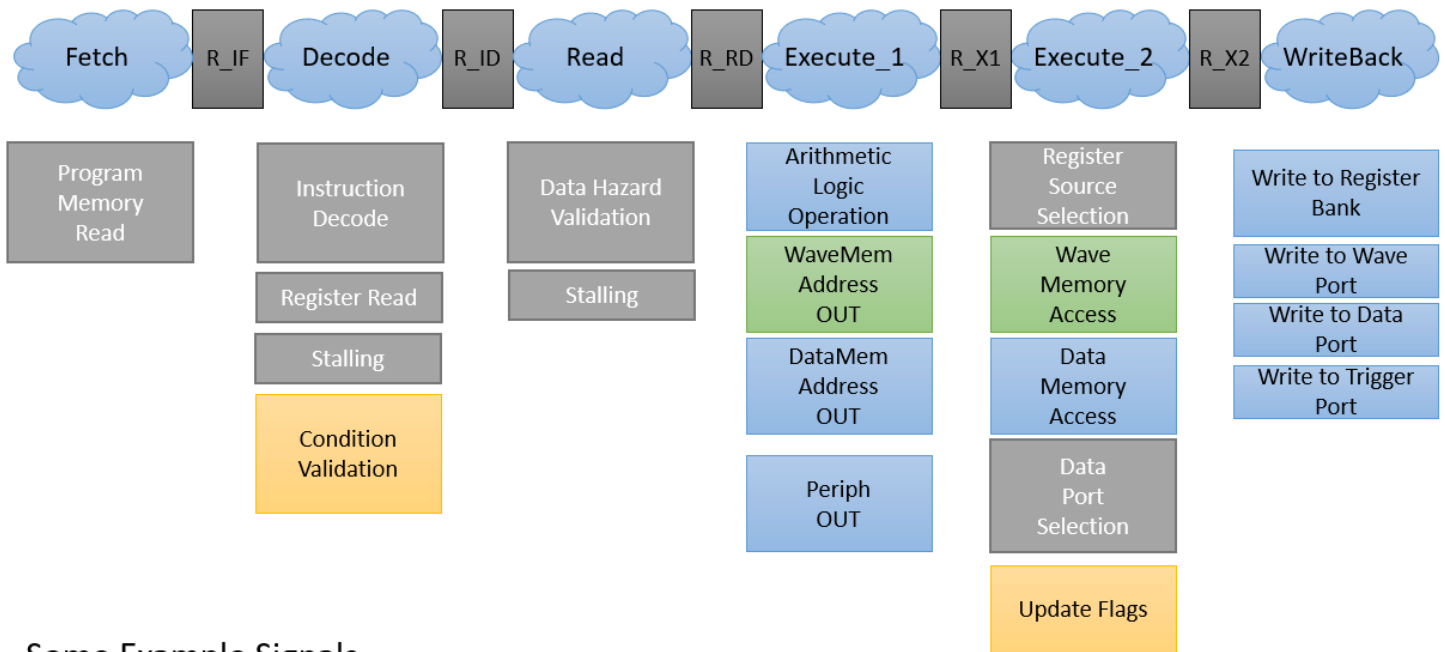 Fetch
R_IF
Decode
R_ID
Read
R_RD
Execute_1
R_X1
Execute_2
R_X2
WriteBack
Program
Memory
Read
Instruction
Decode
Register Read
Stalling
Condition
Validation
Data Hazard
Validation
Stalling
Arithmetic
Logic
Operation
WaveMem
Address
OUT
DataMem
Address
OUT
Periph
OUT
Register
Source
Selection
Wave
Memory
Access
Data
Memory
Access
Data
Port
Selection
Update Flags
Write to Register
Bank
Write to Wave
Port
Write to Data
Port
Write to Trigger
Port
Some Example Signals